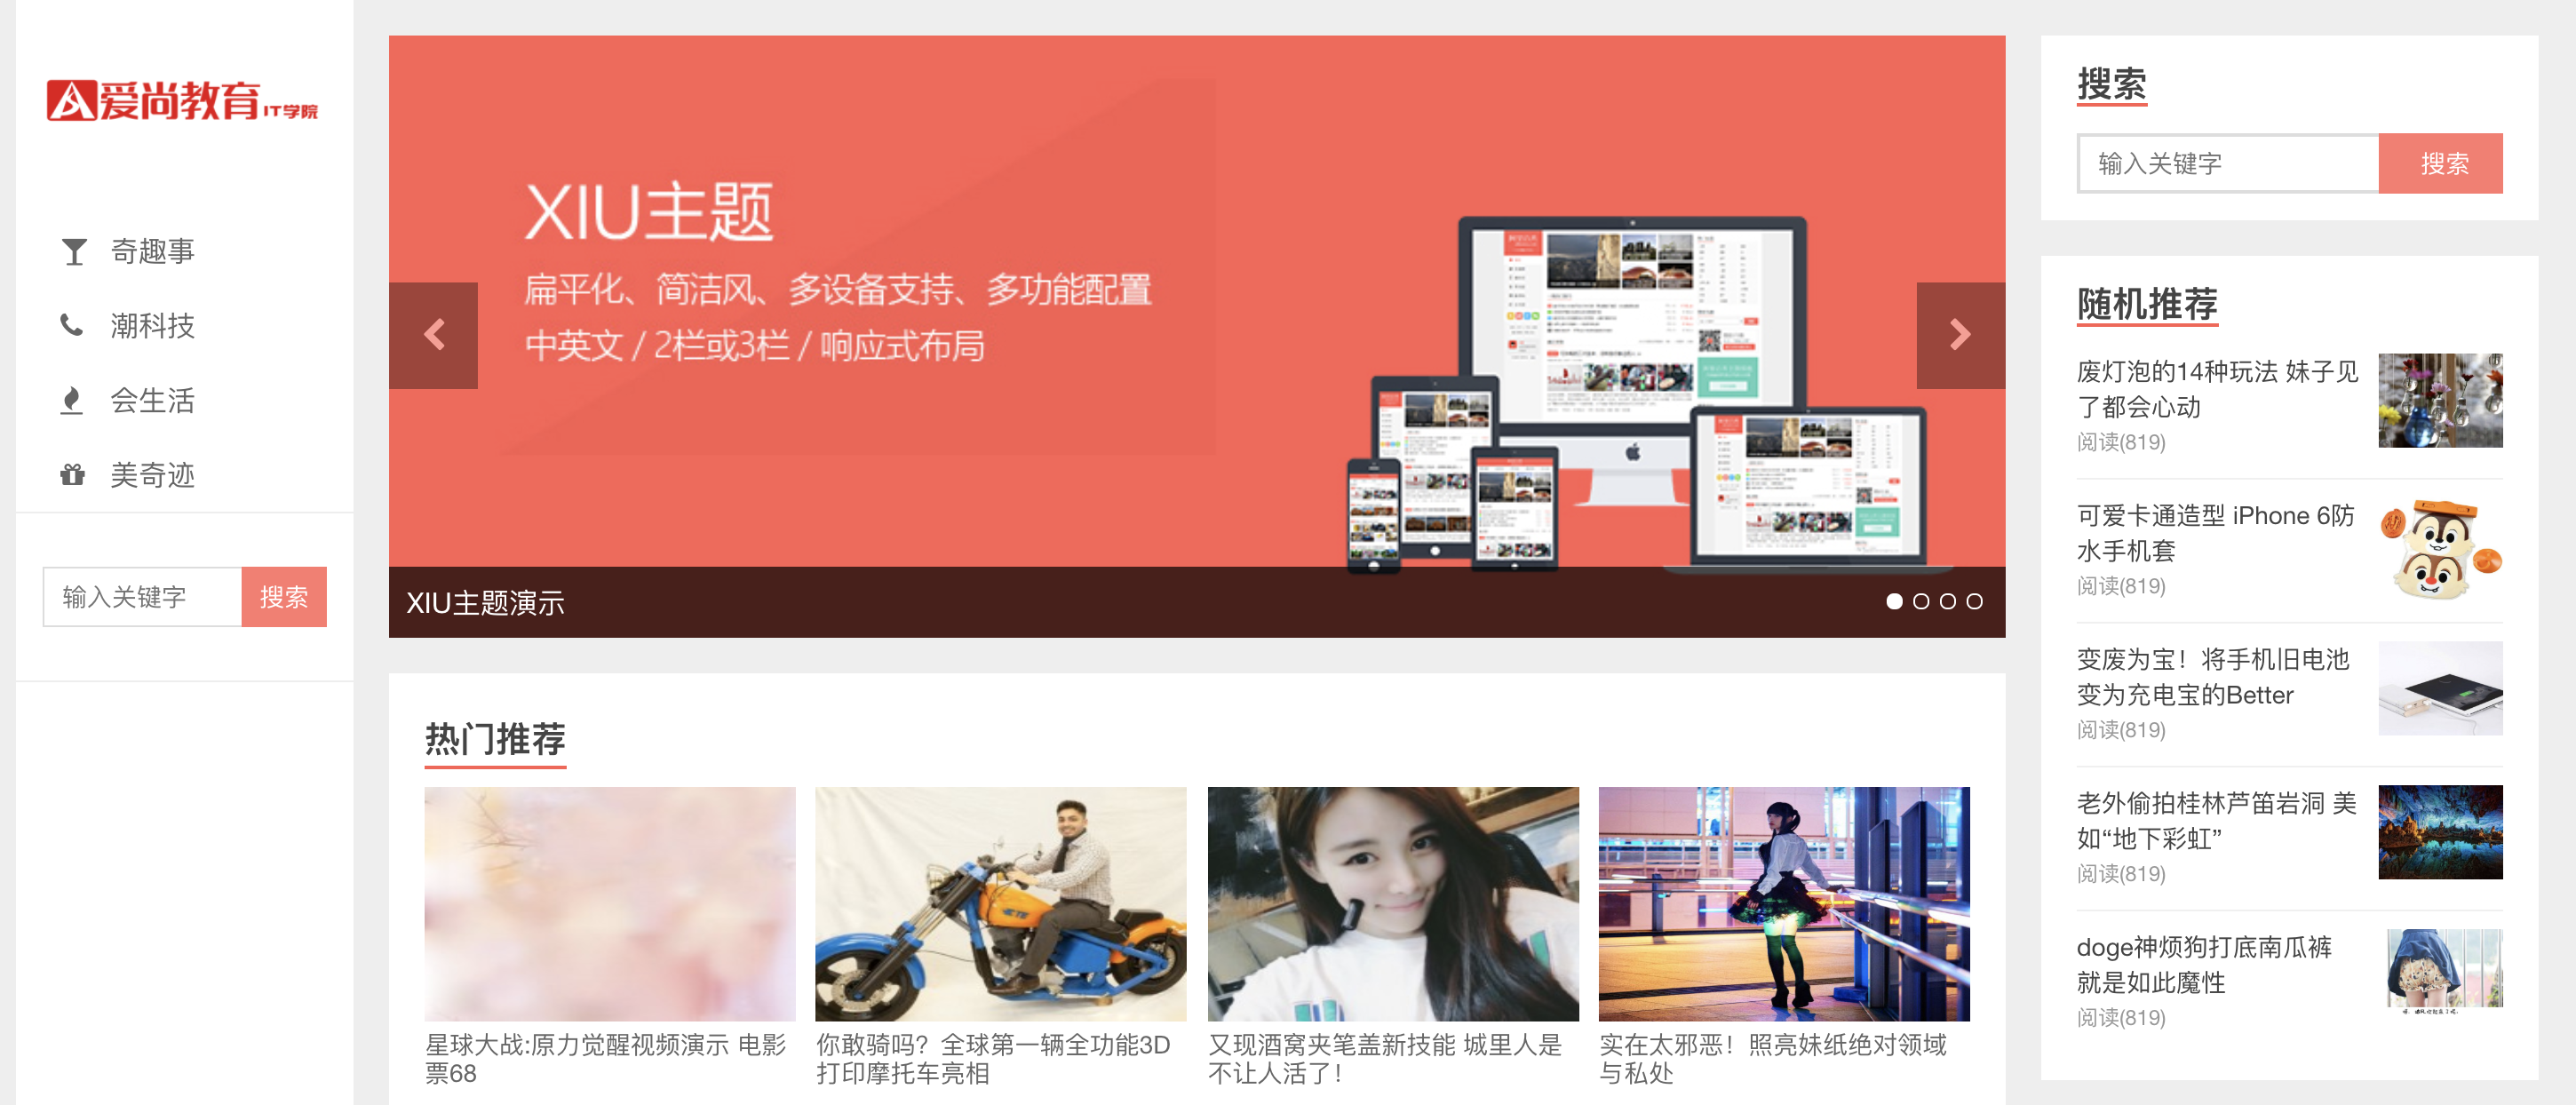 爱尚教育IT学院
奇趣事
潮科技
会生活
美奇迹
输入关键字
搜索
XIU主题
扁平化、简洁风、多设备支持、多功能配置
中英文 / 2栏或3栏 / 响应式布局
XIU主题演示
热门推荐
星球大战:原力觉醒视频演示 电影
票68
你敢骑吗？全球第一辆全功能3D
打印摩托车亮相
又现酒窝夹笔盖新技能 城里人是
不让人活了！
实在太邪恶！照亮妹纸绝对领域
与私处
搜索
输入关键字
搜索
随机推荐
废灯泡的14种玩法 妹子见
了都会心动
阅读(819)
可爱卡通造型 iPhone 6防
水手机套
阅读(819)
变废为宝！将手机旧电池
变为充电宝的Better
阅读(819)
老外偷拍桂林芦笛岩洞 美
如“地下彩虹”
阅读(819)
doge神烦狗打底南瓜裤
就是如此魔性
阅读(819)